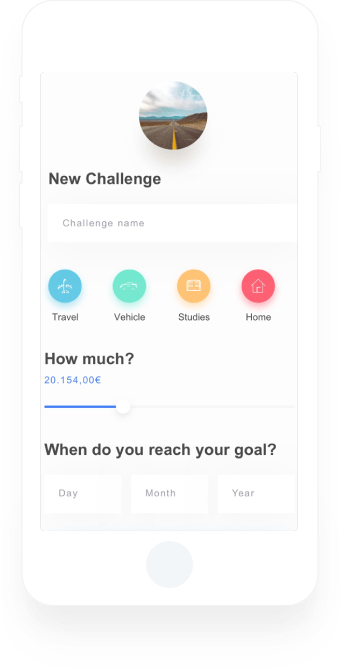 New Challenge
Challenge name
Travel Vehicle Studies Home
How much?
20.154,00€
When do you reach your goal?
Day Month Year